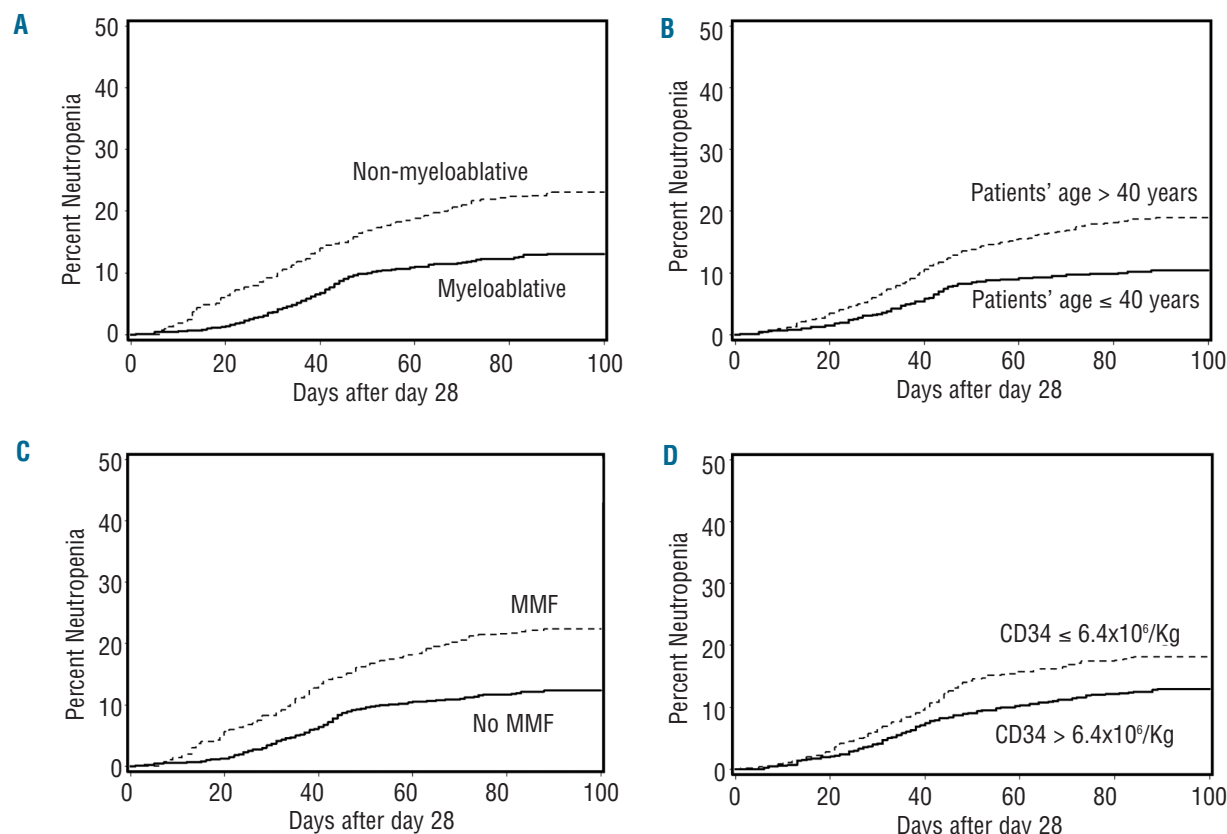 A
Percent Neutropenia
50
40
30
20
10
0
Non-myeloablative
Myeloablative
0 20 40 60 80 100
Days after day 28
B
Percent Neutropenia
50
40
30
20
10
0
Patients’ age > 40 years
Patients’ age ≤ 40 years
0 20 40 60 80 100
Days after day 28
C
Percent Neutropenia
50
40
30
20
10
0
MMF
No MMF
0 20 40 60 80 100
Days after day 28
D
Percent Neutropenia
50
40
30
20
10
0
CD34 ≤ 6.4x10⁶/Kg
CD34 > 6.4x10⁶/Kg
0 20 40 60 80 100
Days after day 28